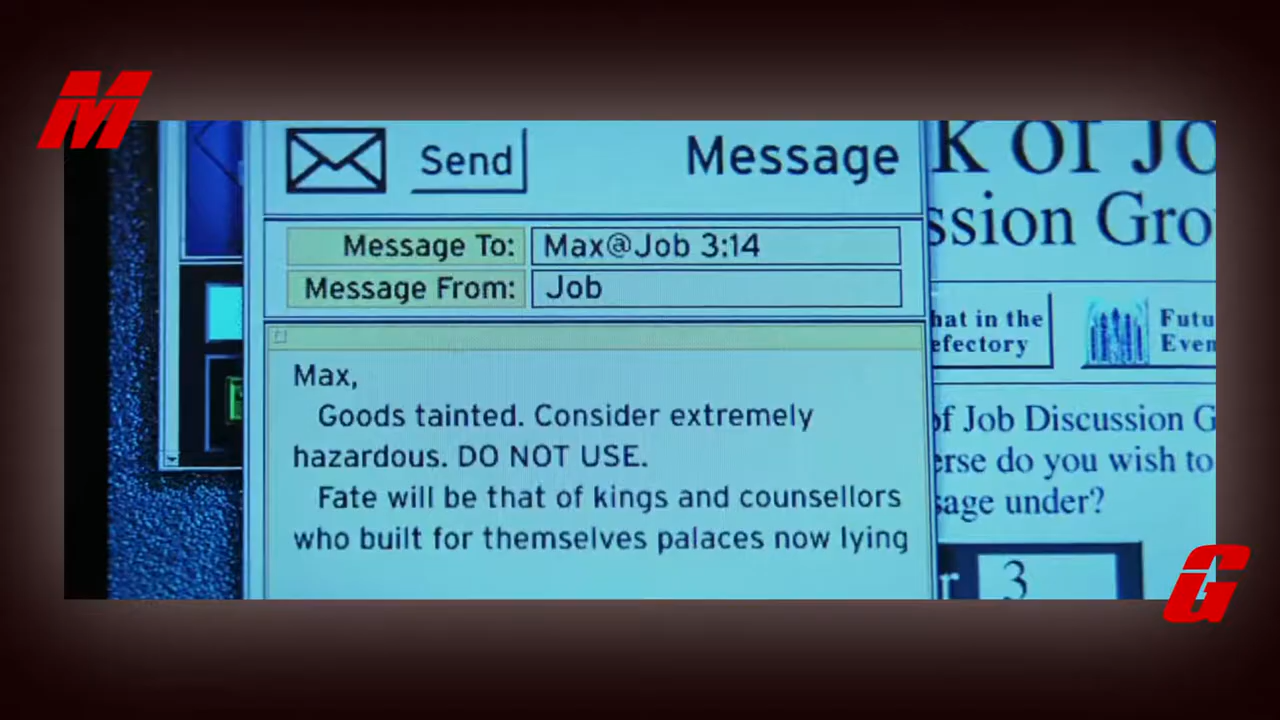 M
Send
Message
K OF JO
ssion Gro
Message To:
Max@Job 3:14
Message From:
Job
hat in the
efectory
Futu
Even
Max,
Goods tainted. Consider extremely
hazardous. DO NOT USE.
Fate will be that of kings and counsellors
who built for themselves palaces now lying
of Job Discussion G
erse do you wish to
sage under?
r
3
G